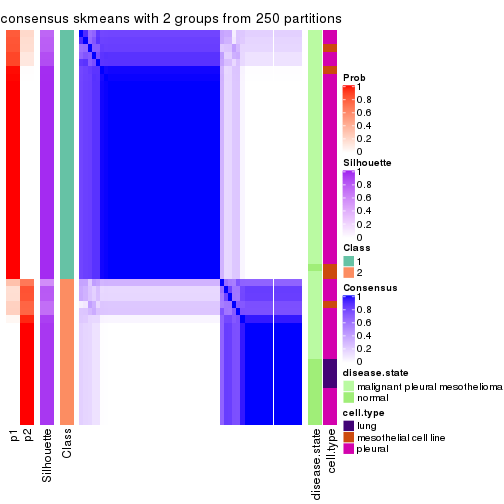 consensus skmeans with 2 groups from 250 partitions
Prob
1
0.8
0.6
0.4
0.2
0
Silhouette
1
0.8
0.6
0.4
0.2
0
Class
1
2
Consensus
1
0.8
0.6
0.4
0.2
0
disease.state
malignant pleural mesothelioma
normal
cell.type
lung
mesothelial cell line
pleural
p1
p2
Silhouette
Class
disease.state
cell.type